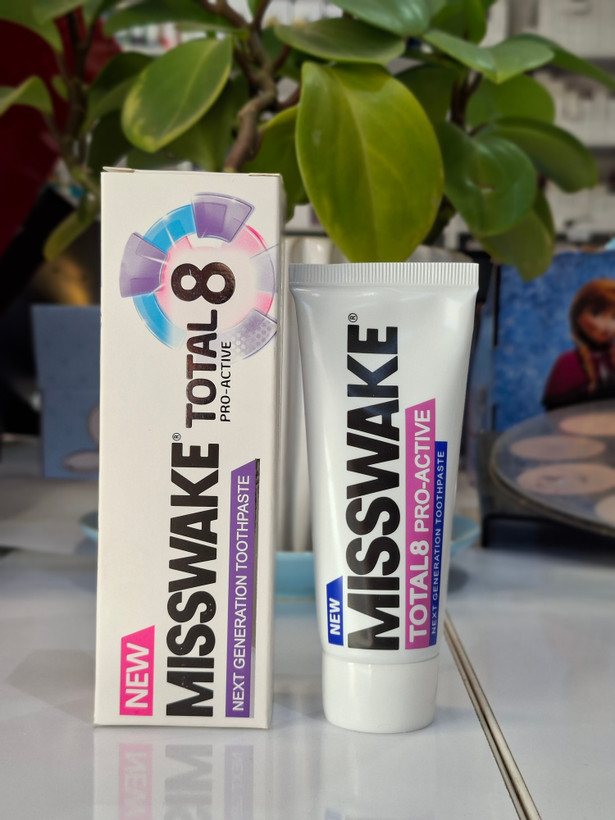 NEW
MISSWAKE®
NEXT GENERATION TOOTHPASTE
TOTAL 8
PRO-ACTIVE
NEW
MISSWAKE®
TOTAL8 PRO-ACTIVE
NEXT GENERATION TOOTHPASTE